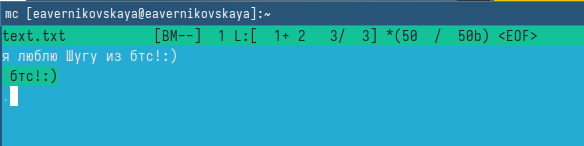 mc [eavernikovskaya@eavernikovskaya]:~
text.txt [BM--] 1 L:[ 1+ 2 3/ 3] *(50 / 50b) <EOF>
я люблю Шугу из бтс!:)
бтс!:)
.